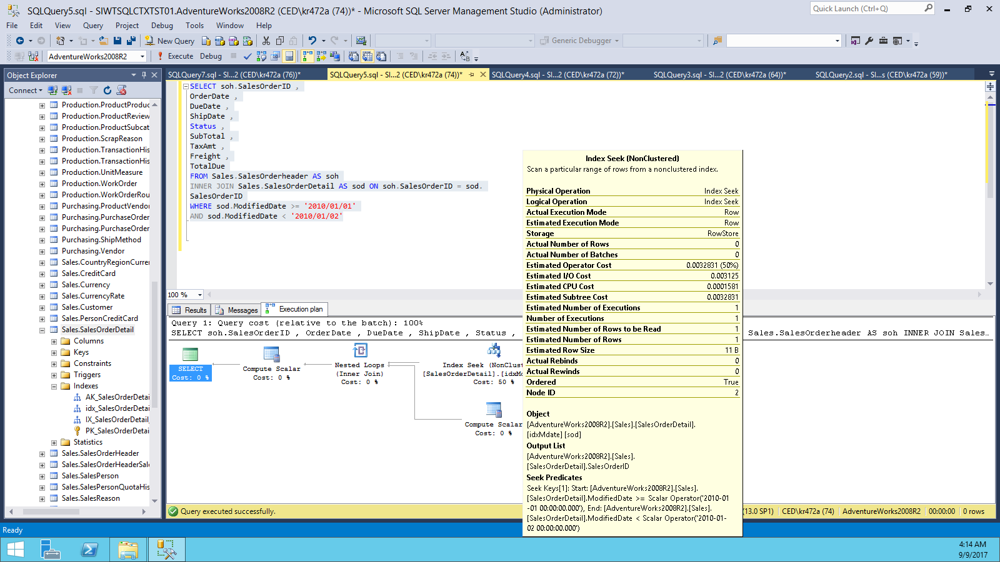 SQLQuery5.sql - SIWTSQLCTXTST01.AdventureWorks2008R2 (CED\kr472a (74))* - Microsoft SQL Server Management Studio (Administrator)
Quick Launch (Ctrl+Q)
File Edit View Query Project Debug Tools Window Help
New Query
Generic Debugger
AdventureWorks2008R2
Execute Debug
Object Explorer
SQLQuery7.sql - SI...2 (CED\kr472a (76))*
SQLQuery5.sql - SI...2 (CED\kr472a (74))*
SQLQuery4.sql - SI...2 (CED\kr472a (72))*
SQLQuery3.sql - SI...2 (CED\kr472a (64))*
SQLQuery2.sql - SI...s (CED\kr472a (59))*
Connect
Production.ProductProduc
Production.ProductReview
Production.ProductSubcat
Production.ScrapReason
Production.TransactionHis
Production.TransactionHis
Production.UnitMeasure
Production.WorkOrder
Production.WorkOrderRou
Purchasing.ProductVendor
Purchasing.PurchaseOrder
Purchasing.PurchaseOrder
Purchasing.ShipMethod
Purchasing.Vendor
Sales.CountryRegionCurrer
Sales.CreditCard
Sales.Currency
Sales.CurrencyRate
Sales.Customer
Sales.PersonCreditCard
Sales.SalesOrderDetail
Columns
Keys
Constraints
Triggers
Indexes
AK_SalesOrderDetai
idx_SalesOrderDetai
IX_SalesOrderDetail_
PK_SalesOrderDetai
Statistics
Sales.SalesOrderHeader
Sales.SalesOrderHeaderSale
Sales.SalesPerson
Sales.SalesPersonQuotaHis
Sales.SalesReason
SELECT soh.SalesOrderID ,
OrderDate ,
DueDate ,
ShipDate ,
Status ,
SubTotal ,
TaxAmt ,
Freight ,
TotalDue
FROM Sales.SalesOrderheader AS soh
INNER JOIN Sales.SalesOrderDetail AS sod ON soh.SalesOrderID = sod.
SalesOrderID
WHERE sod.ModifiedDate >= '2010/01/01'
AND sod.ModifiedDate < '2010/01/02'
100 %
Results Messages Execution plan
Query 1: Query cost (relative to the batch): 100%
SELECT soh.SalesOrderID , OrderDate , DueDate , ShipDate , Status ,
Sales.SalesOrderheader AS soh INNER JOIN Sales…
SELECT
Cost: 0 %
Compute Scalar
Cost: 0 %
Nested Loops
(Inner Join)
Cost: 0 %
Index Seek (NonClust
[SalesOrderDetail].[idxM
Cost: 50 %
Compute Scalar
Cost: 0 %
Index Seek (NonClustered)
Scan a particular range of rows from a nonclustered index.
Physical Operation Index Seek
Logical Operation Index Seek
Actual Execution Mode Row
Estimated Execution Mode Row
Storage RowStore
Actual Number of Rows 0
Actual Number of Batches 0
Estimated Operator Cost 0.0032831 (50%)
Estimated I/O Cost 0.003125
Estimated CPU Cost 0.0001581
Estimated Subtree Cost 0.0032831
Estimated Number of Executions 1
Number of Executions 1
Estimated Number of Rows to be Read 1
Estimated Number of Rows 1
Estimated Row Size 11 B
Actual Rebinds 0
Actual Rewinds 0
Ordered True
Node ID 2
Object
[AdventureWorks2008R2].[Sales].[SalesOrderDetail].
[idxMdate] [sod]
Output List
[AdventureWorks2008R2].[Sales].
[SalesOrderDetail].SalesOrderID
Seek Predicates
Seek Keys[1]: Start: [AdventureWorks2008R2].[Sales].
[SalesOrderDetail].ModifiedDate >= Scalar Operator('2010-01
-01 00:00:00.000'), End: [AdventureWorks2008R2].[Sales].
[SalesOrderDetail].ModifiedDate < Scalar Operator('2010-01-
02 00:00:00.000')
Query executed successfully.
(13.0 SP1) CED\kr472a (74) AdventureWorks2008R2 00:00:00 0 rows
Ready
4:14 AM
9/9/2017